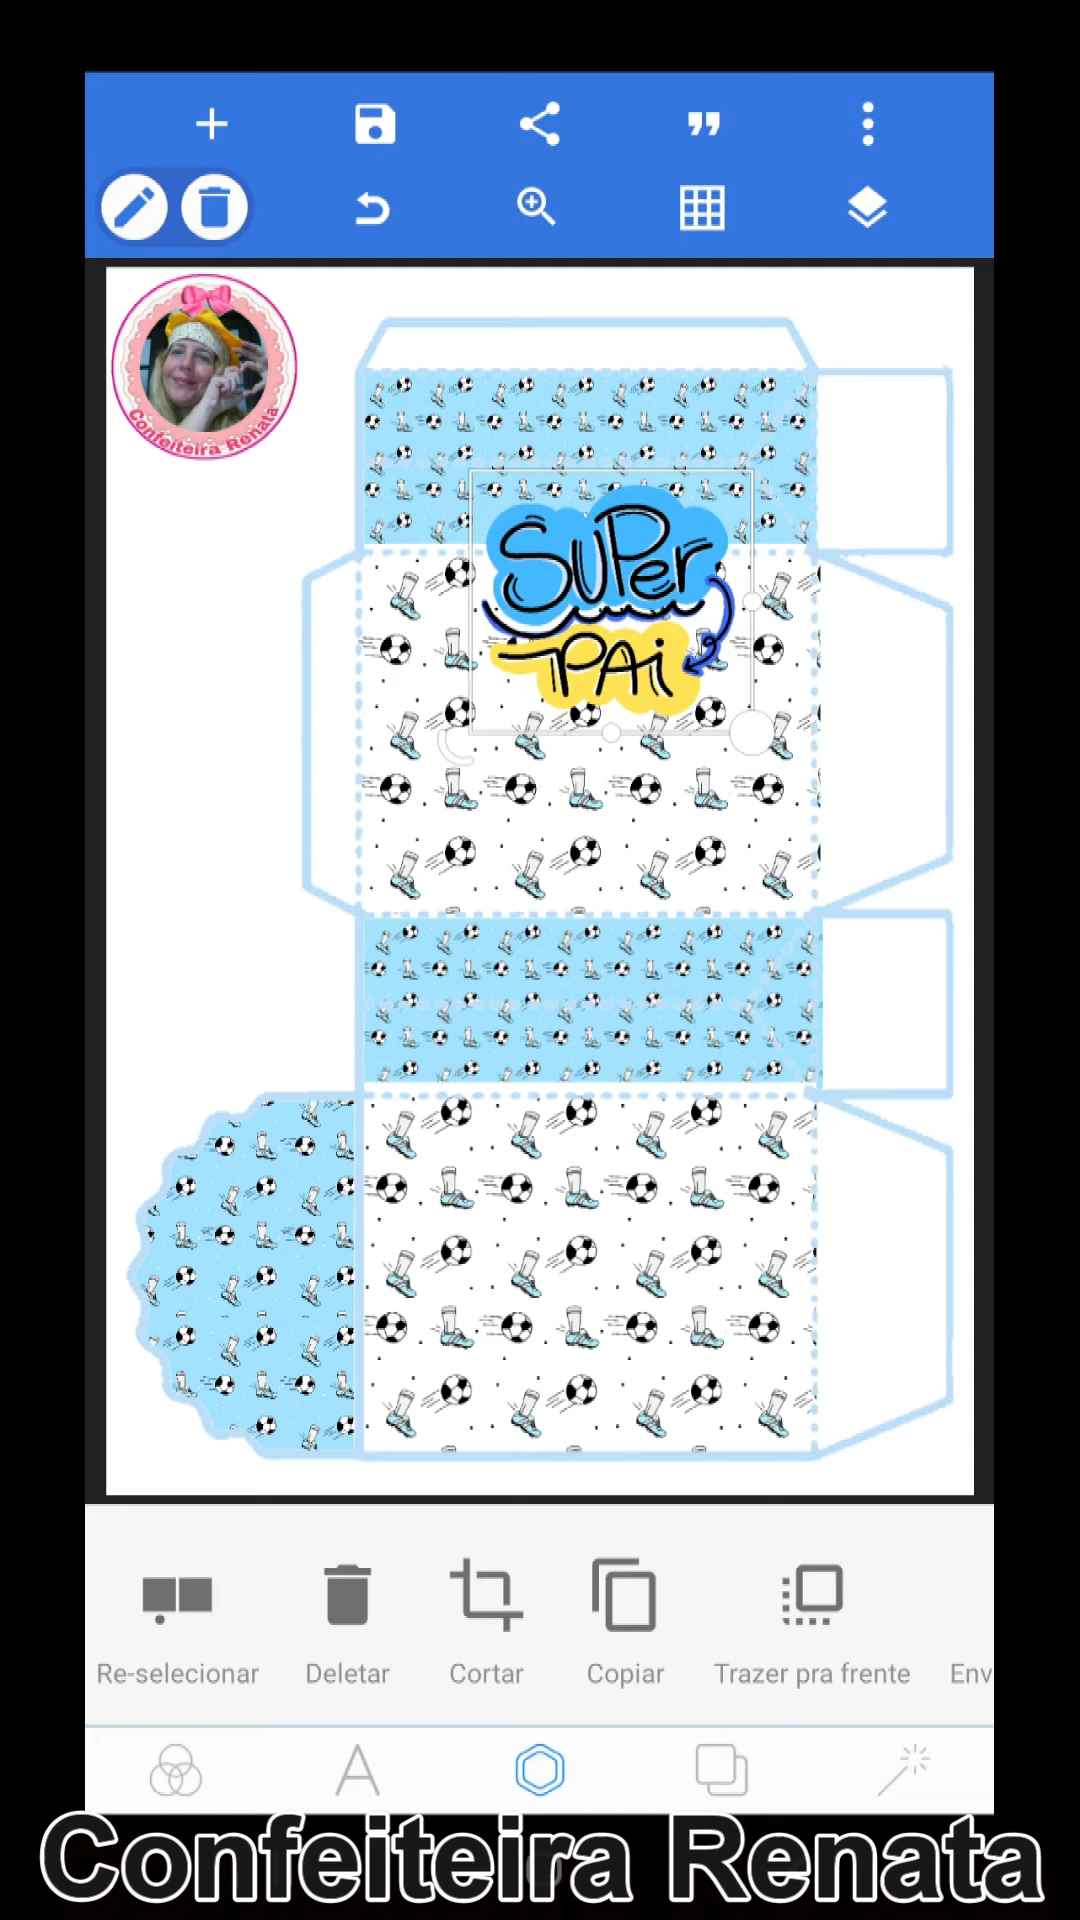 Confeiteira Renata
SUPer
PAi
Re-selecionar
Deletar
Cortar
Copiar
Trazer pra frente
Env
Confeiteira Renata